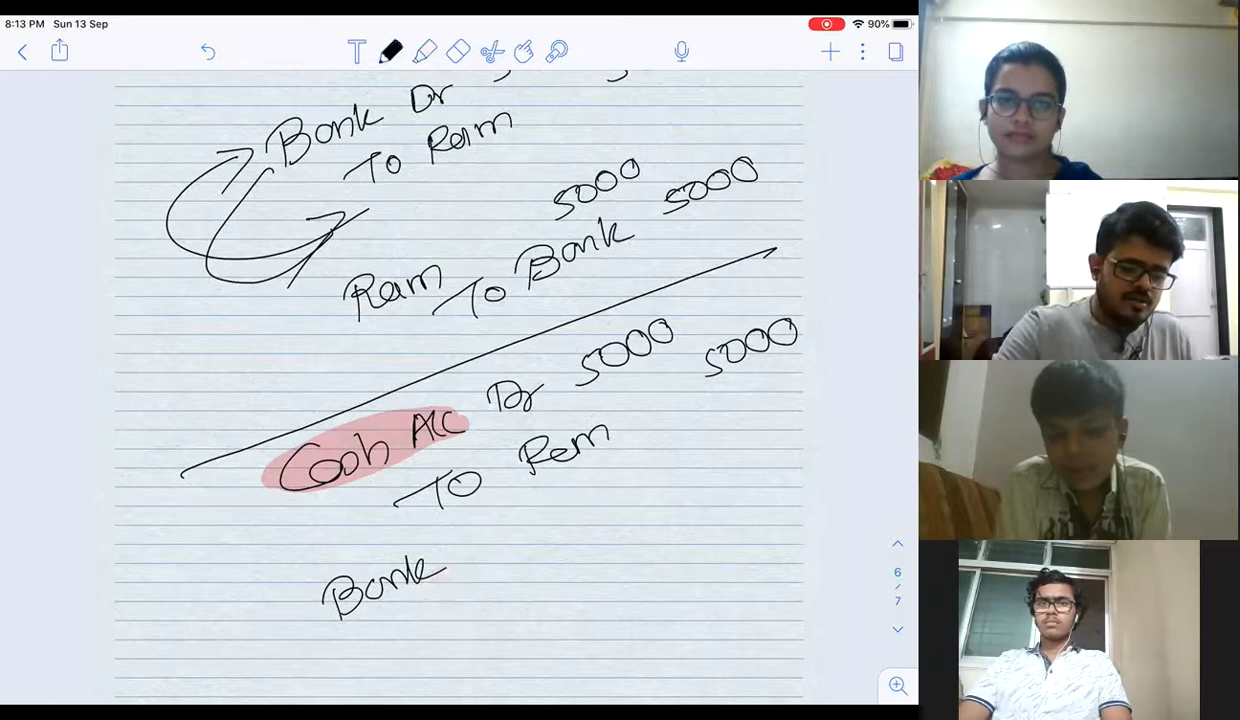 8:13 PM Sun 13 Sep
90%
T
Bank Dr
To Ram
5000 5000
Ram
To Bank
Cash A/C Dr 5000
5000
To Ram
Bank
6
7